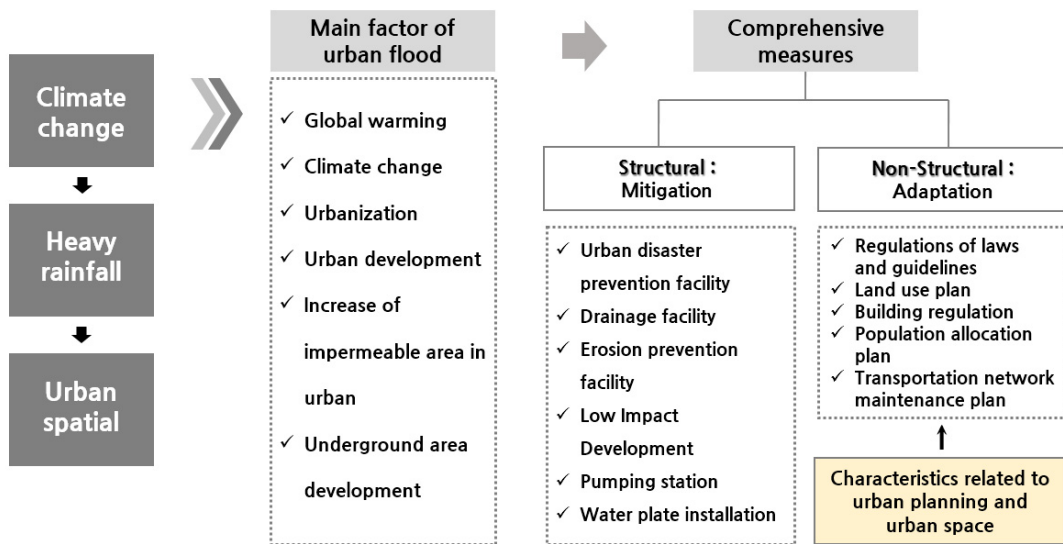 Climate
change
Heavy
rainfall
Urban
spatial
Main factor of
urban flood
✓ Global warming
✓ Climate change
✓ Urbanization
✓ Urban development
✓ Increase of
impermeable area in
urban
✓ Underground area
development
Comprehensive
measures
Structural :
Mitigation
✓ Urban disaster
prevention facility
✓ Drainage facility
✓ Erosion prevention
facility
✓ Low Impact
Development
✓ Pumping station
✓ Water plate installation
Non-Structural :
Adaptation
✓ Regulations of laws
and guidelines
✓ Land use plan
✓ Building regulation
✓ Population allocation
plan
✓ Transportation network
maintenance plan
Characteristics related to
urban planning and
urban space